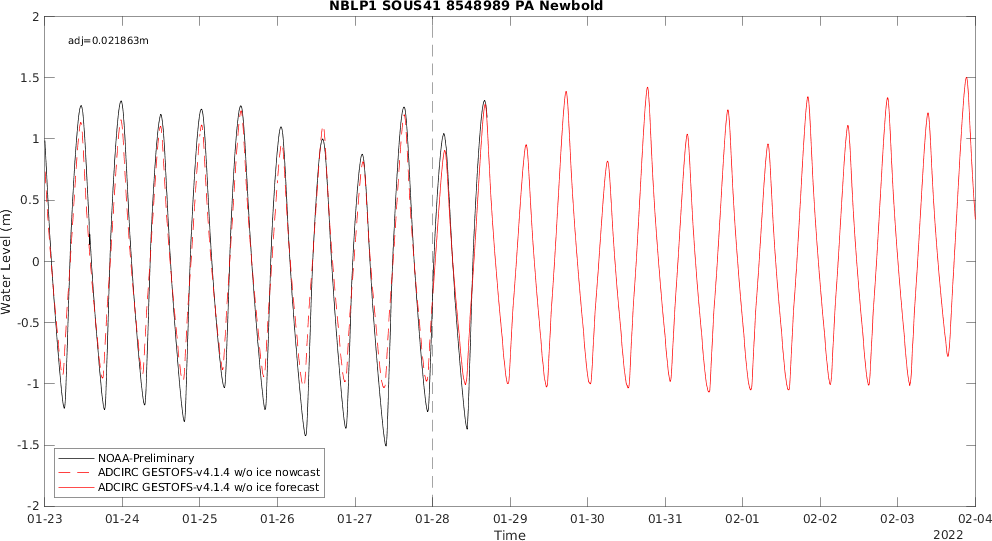 NBLP1 SOUS41 8548989 PA Newbold
adj=0.021863m
2
1.5
1
0.5
0
-0.5
-1
-1.5
-2
Water Level (m)
NOAA-Preliminary
ADCIRC GESTOFS-v4.1.4 w/o ice nowcast
ADCIRC GESTOFS-v4.1.4 w/o ice forecast
01-23 01-24 01-25 01-26 01-27 01-28 01-29 01-30 01-31 02-01 02-02 02-03 02-04
Time
2022